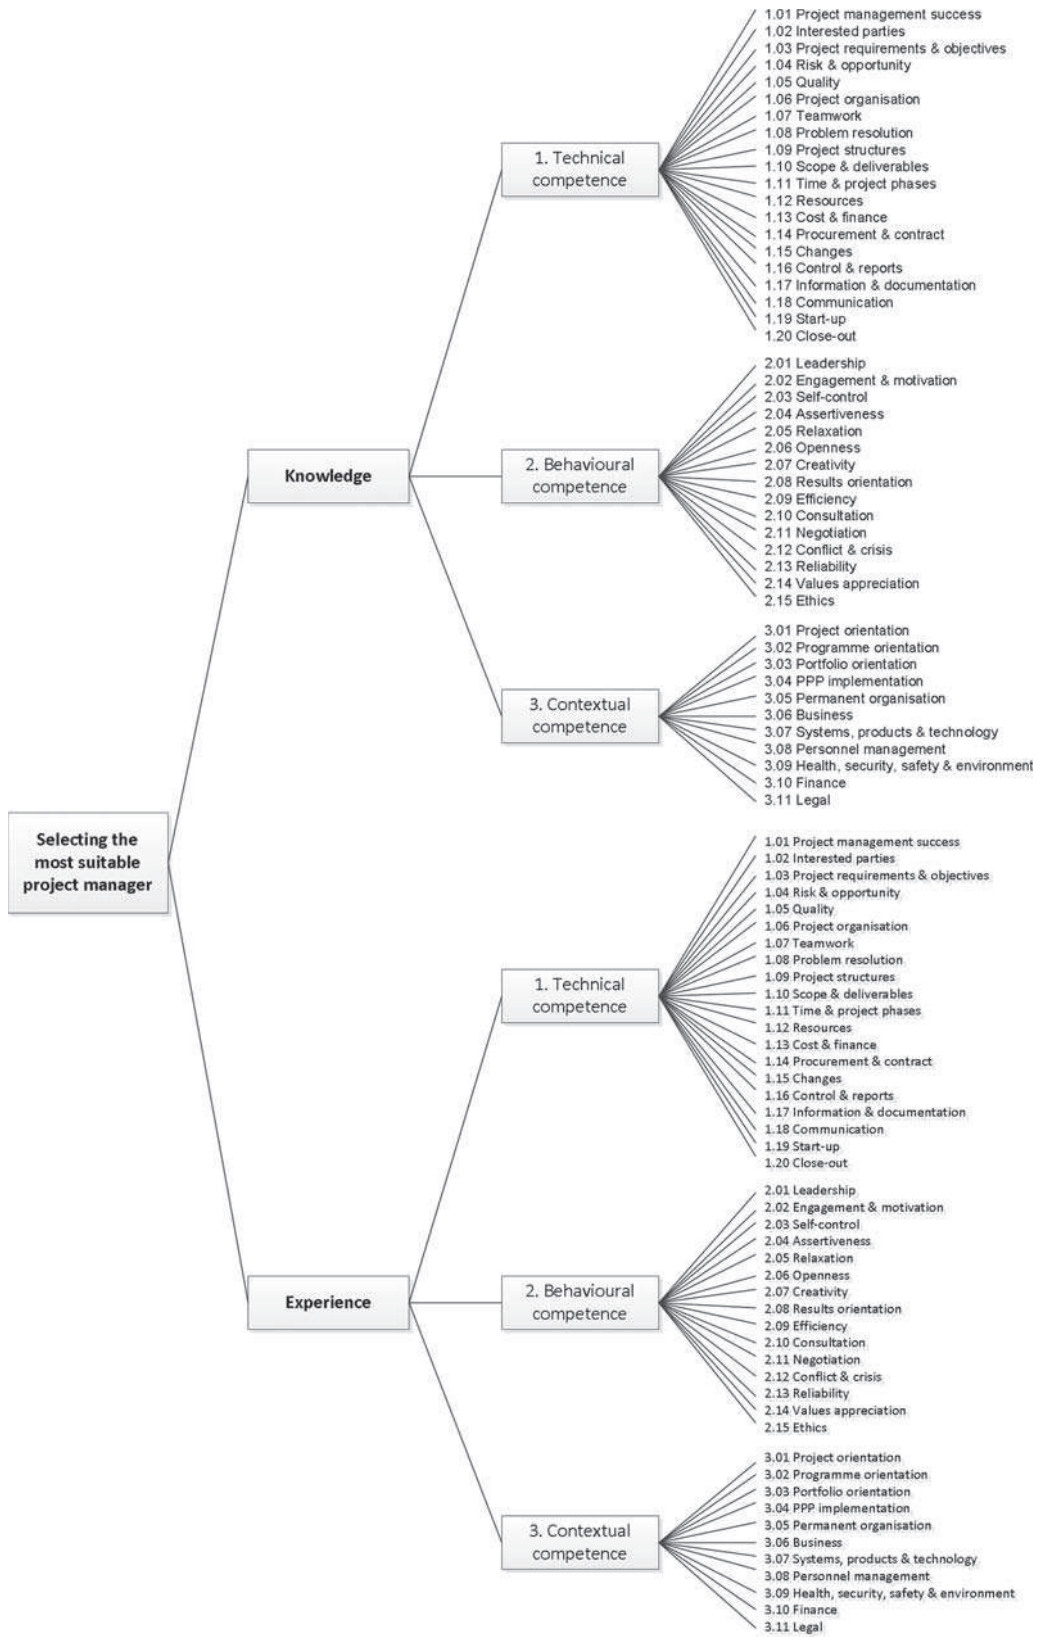 Selecting the
most suitable
project manager
Knowledge
1. Technical
competence
1.01 Project management success
1.02 Interested parties
1.03 Project requirements & objectives
1.04 Risk & opportunity
1.05 Quality
1.06 Project organisation
1.07 Teamwork
1.08 Problem resolution
1.09 Project structures
1.10 Scope & deliverables
1.11 Time & project phases
1.12 Resources
1.13 Cost & finance
1.14 Procurement & contract
1.15 Changes
1.16 Control & reports
1.17 Information & documentation
1.18 Communication
1.19 Start-up
1.20 Close-out
2. Behavioural
competence
2.01 Leadership
2.02 Engagement & motivation
2.03 Self-control
2.04 Assertiveness
2.05 Relaxation
2.06 Openness
2.07 Creativity
2.08 Results orientation
2.09 Efficiency
2.10 Consultation
2.11 Negotiation
2.12 Conflict & crisis
2.13 Reliability
2.14 Values appreciation
2.15 Ethics
3. Contextual
competence
3.01 Project orientation
3.02 Programme orientation
3.03 Portfolio orientation
3.04 PPP implementation
3.05 Permanent organisation
3.06 Business
3.07 Systems, products & technology
3.08 Personnel management
3.09 Health, security, safety & environment
3.10 Finance
3.11 Legal
Experience
1. Technical
competence
1.01 Project management success
1.02 Interested parties
1.03 Project requirements & objectives
1.04 Risk & opportunity
1.05 Quality
1.06 Project organisation
1.07 Teamwork
1.08 Problem resolution
1.09 Project structures
1.10 Scope & deliverables
1.11 Time & project phases
1.12 Resources
1.13 Cost & finance
1.14 Procurement & contract
1.15 Changes
1.16 Control & reports
1.17 Information & documentation
1.18 Communication
1.19 Start-up
1.20 Close-out
2. Behavioural
competence
2.01 Leadership
2.02 Engagement & motivation
2.03 Self-control
2.04 Assertiveness
2.05 Relaxation
2.06 Openness
2.07 Creativity
2.08 Results orientation
2.09 Efficiency
2.10 Consultation
2.11 Negotiation
2.12 Conflict & crisis
2.13 Reliability
2.14 Values appreciation
2.15 Ethics
3. Contextual
competence
3.01 Project orientation
3.02 Programme orientation
3.03 Portfolio orientation
3.04 PPP implementation
3.05 Permanent organisation
3.06 Business
3.07 Systems, products & technology
3.08 Personnel management
3.09 Health, security, safety & environment
3.10 Finance
3.11 Legal